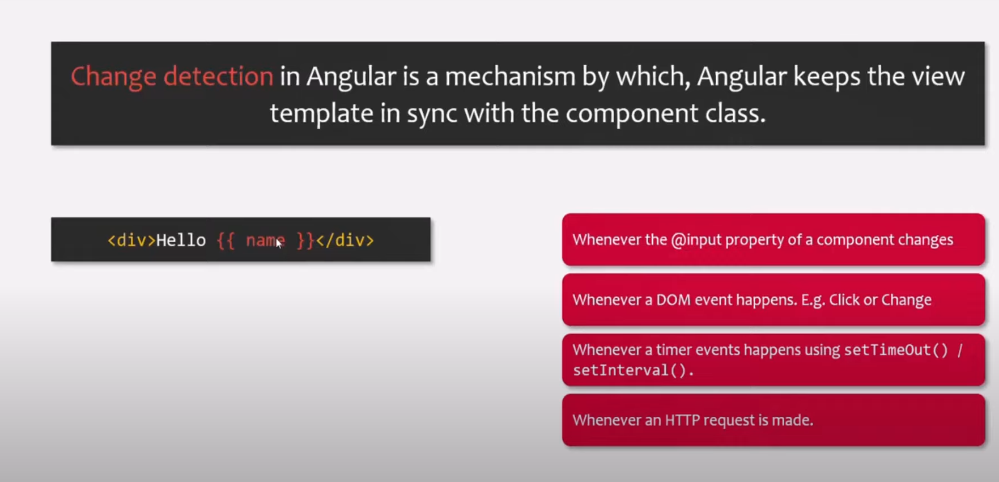 Change detection in Angular is a mechanism by which, Angular keeps the view
template in sync with the component class.
<div>Hello {{ name }}</div>
Whenever the @input property of a component changes
Whenever a DOM event happens. E.g. Click or Change
Whenever a timer events happens using setTimeOut() /
setInterval().
Whenever an HTTP request is made.